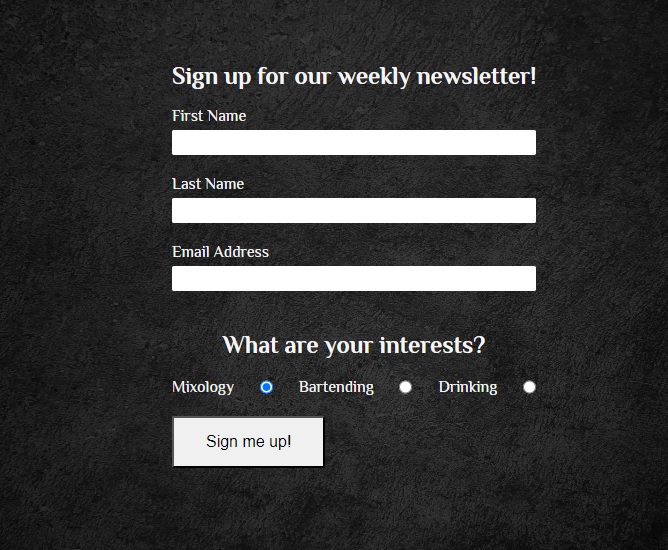 Sign up for our weekly newsletter!
First Name
Last Name
Email Address
What are your interests?
Mixology Bartending Drinking
Sign me up!